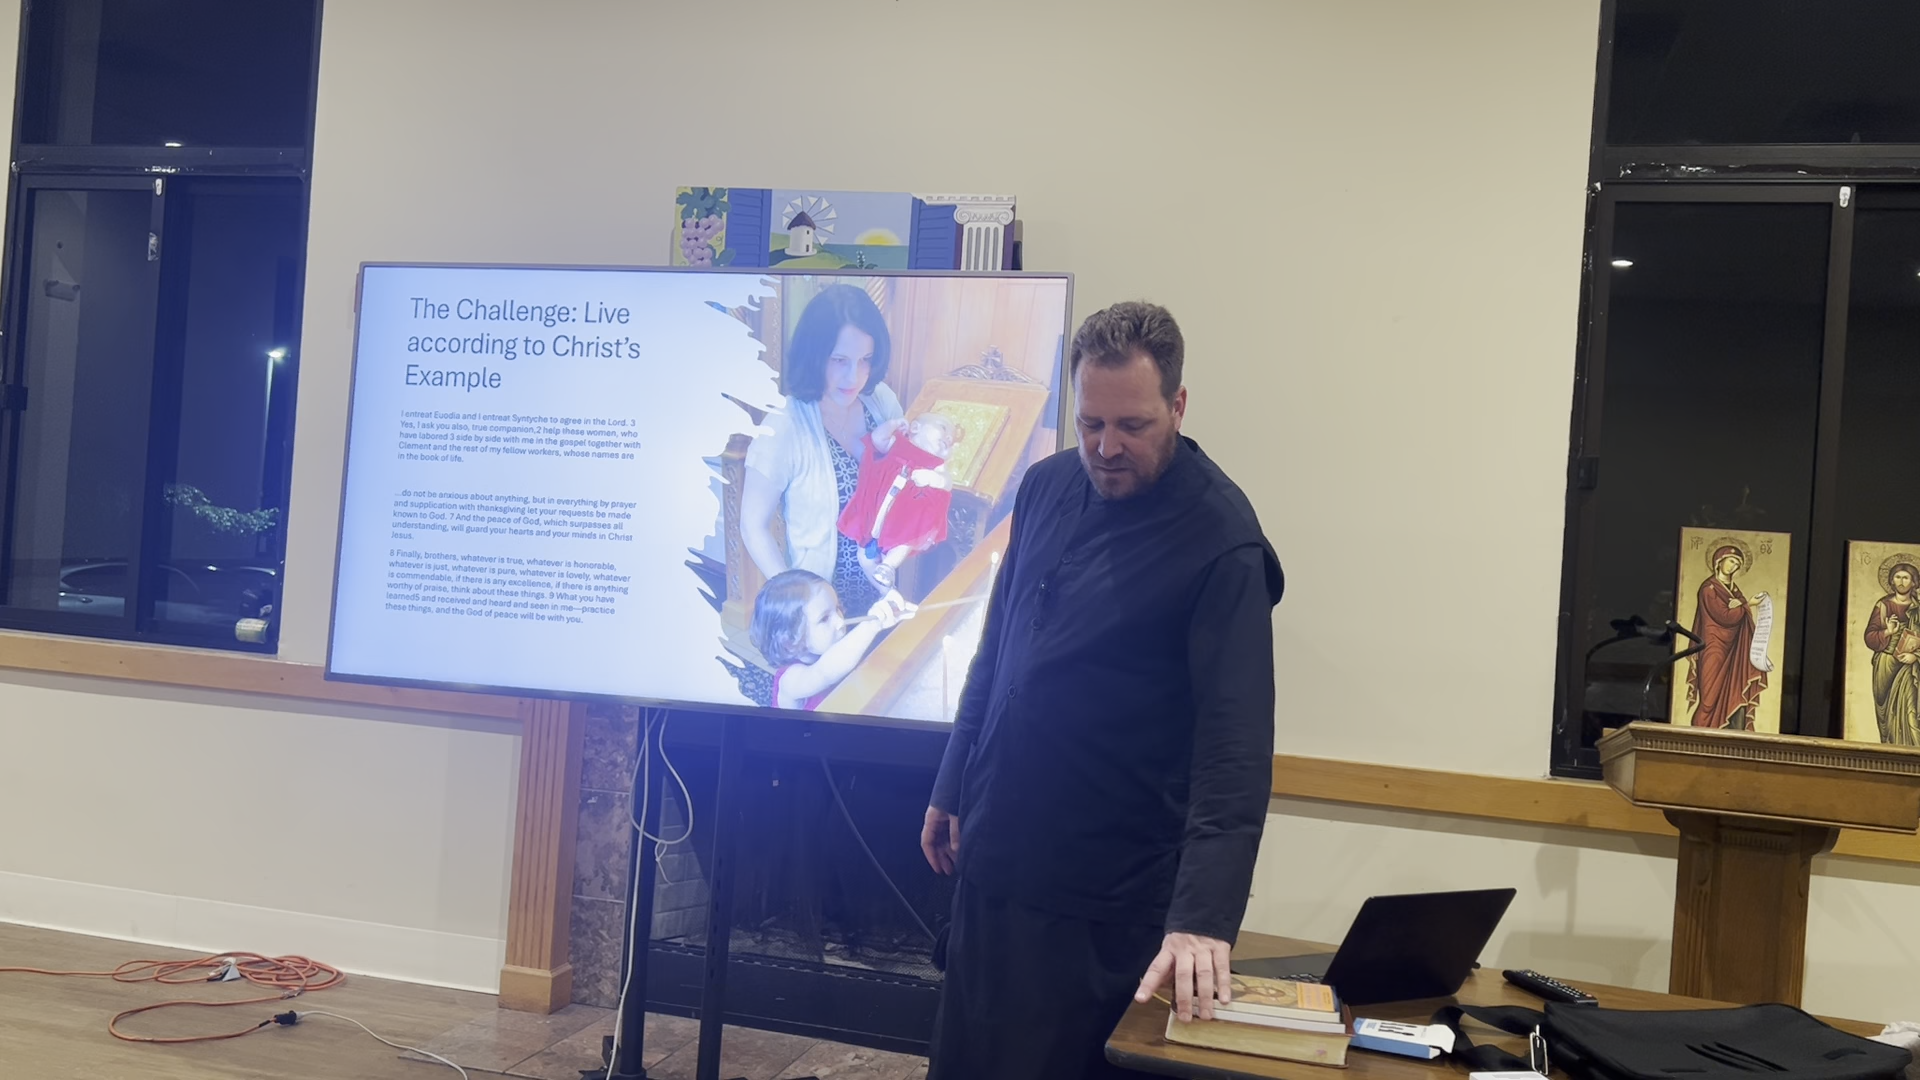 The Challenge: Live
according to Christ's
Example
I entreat Euodia and I entreat Syntyche to agree in the Lord. 3
Yes, I ask you also, true companion,2 help these women, who
have labored 3 side by side with me in the gospel together with
Clement and the rest of my fellow workers, whose names are
in the book of life.
...do not be anxious about anything, but in everything by prayer
and supplication with thanksgiving let your requests be made
known to God. 7 And the peace of God, which surpasses all
understanding, will guard your hearts and your minds in Christ
Jesus.
8 Finally, brothers, whatever is true, whatever is honorable,
whatever is just, whatever is pure, whatever is lovely, whatever
is commendable, if there is any excellence, if there is anything
worthy of praise, think about these things. 9 What you have
learned5 and received and heard and seen in me—practice
these things, and the God of peace will be with you.